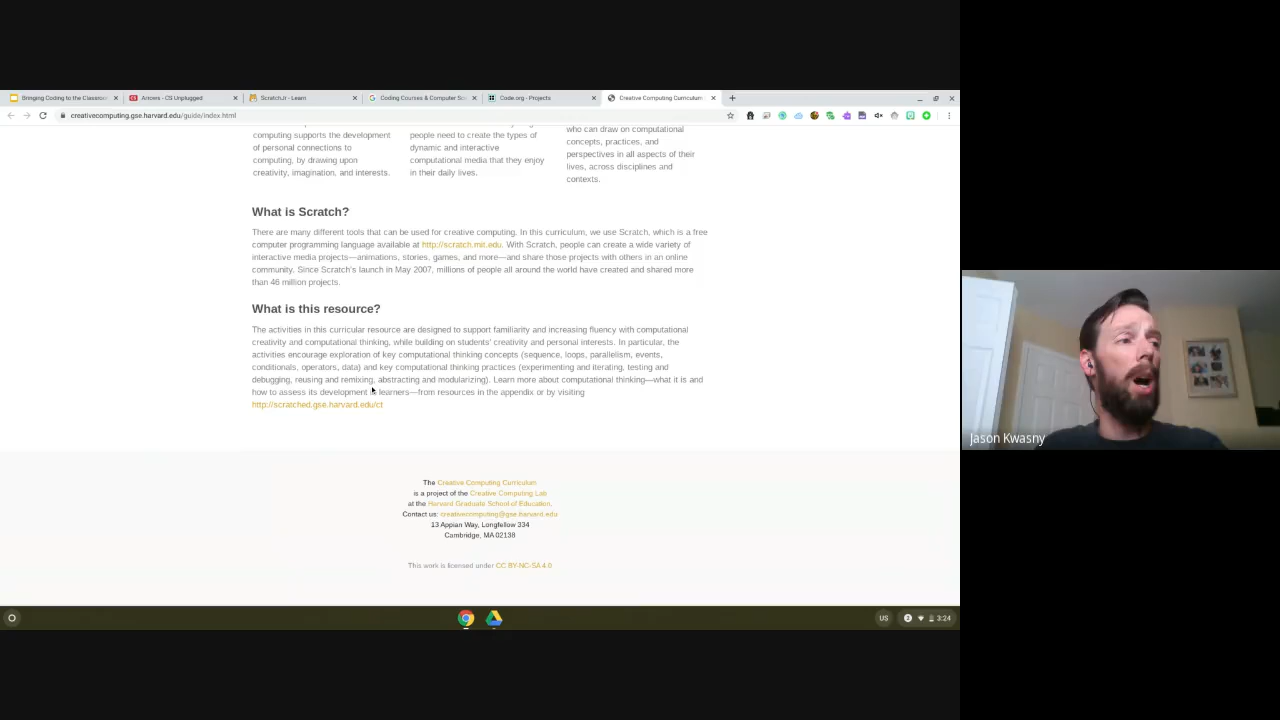 Bringing Coding to the Classroo
Arrows - CS Unplugged
ScratchJr - Learn
Coding Courses & Computer Sc
Code.org - Projects
Creative Computing Curriculum
creativecomputing.gse.harvard.edu/guide/index.html
computing supports the development
of personal connections to
computing, by drawing upon
creativity, imagination, and interests.
people need to create the types of
dynamic and interactive
computational media that they enjoy
in their daily lives.
who can draw on computational
concepts, practices, and
perspectives in all aspects of their
lives, across disciplines and
contexts.
What is Scratch?
There are many different tools that can be used for creative computing. In this curriculum, we use Scratch, which is a free
computer programming language available at http://scratch.mit.edu. With Scratch, people can create a wide variety of
interactive media projects—animations, stories, games, and more—and share those projects with others in an online
community. Since Scratch's launch in May 2007, millions of people all around the world have created and shared more
than 46 million projects.
What is this resource?
The activities in this curricular resource are designed to support familiarity and increasing fluency with computational
creativity and computational thinking, while building on students' creativity and personal interests. In particular, the
activities encourage exploration of key computational thinking concepts (sequence, loops, parallelism, events,
conditionals, operators, data) and key computational thinking practices (experimenting and iterating, testing and
debugging, reusing and remixing, abstracting and modularizing). Learn more about computational thinking—what it is and
how to assess its development in learners—from resources in the appendix or by visiting
http://scratched.gse.harvard.edu/ct
The Creative Computing Curriculum
is a project of the Creative Computing Lab
at the Harvard Graduate School of Education.
Contact us: creativecomputing@gse.harvard.edu
13 Appian Way, Longfellow 334
Cambridge, MA 02138
This work is licensed under CC BY-NC-SA 4.0
Jason Kwasny
US
3:24